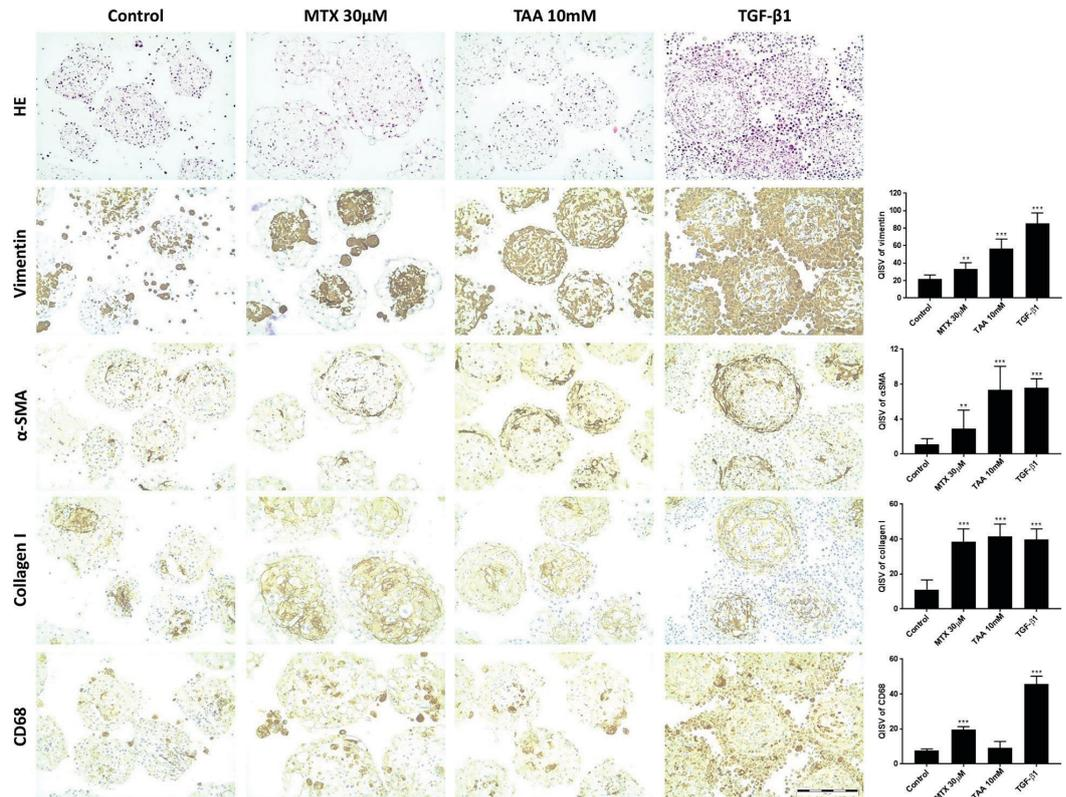 Control MTX 30µM TAA 10mM TGF-β1
HE
Vimentin
QISV of vimentin
120
100
80
60
40
20
0
**
***
***
Control
MTX 30µM
TAA 10mM
TGF-β1
α-SMA
QISV of αSMA
12
8
4
0
**
***
***
Control
MTX 30µM
TAA 10mM
TGF-β1
Collagen I
QISV of collagen I
60
40
20
0
***
***
***
Control
MTX 30µM
TAA 10mM
TGF-β1
CD68
QISV of CD68
60
40
20
0
***
***
Control
MTX 30µM
TAA 10mM
TGF-β1